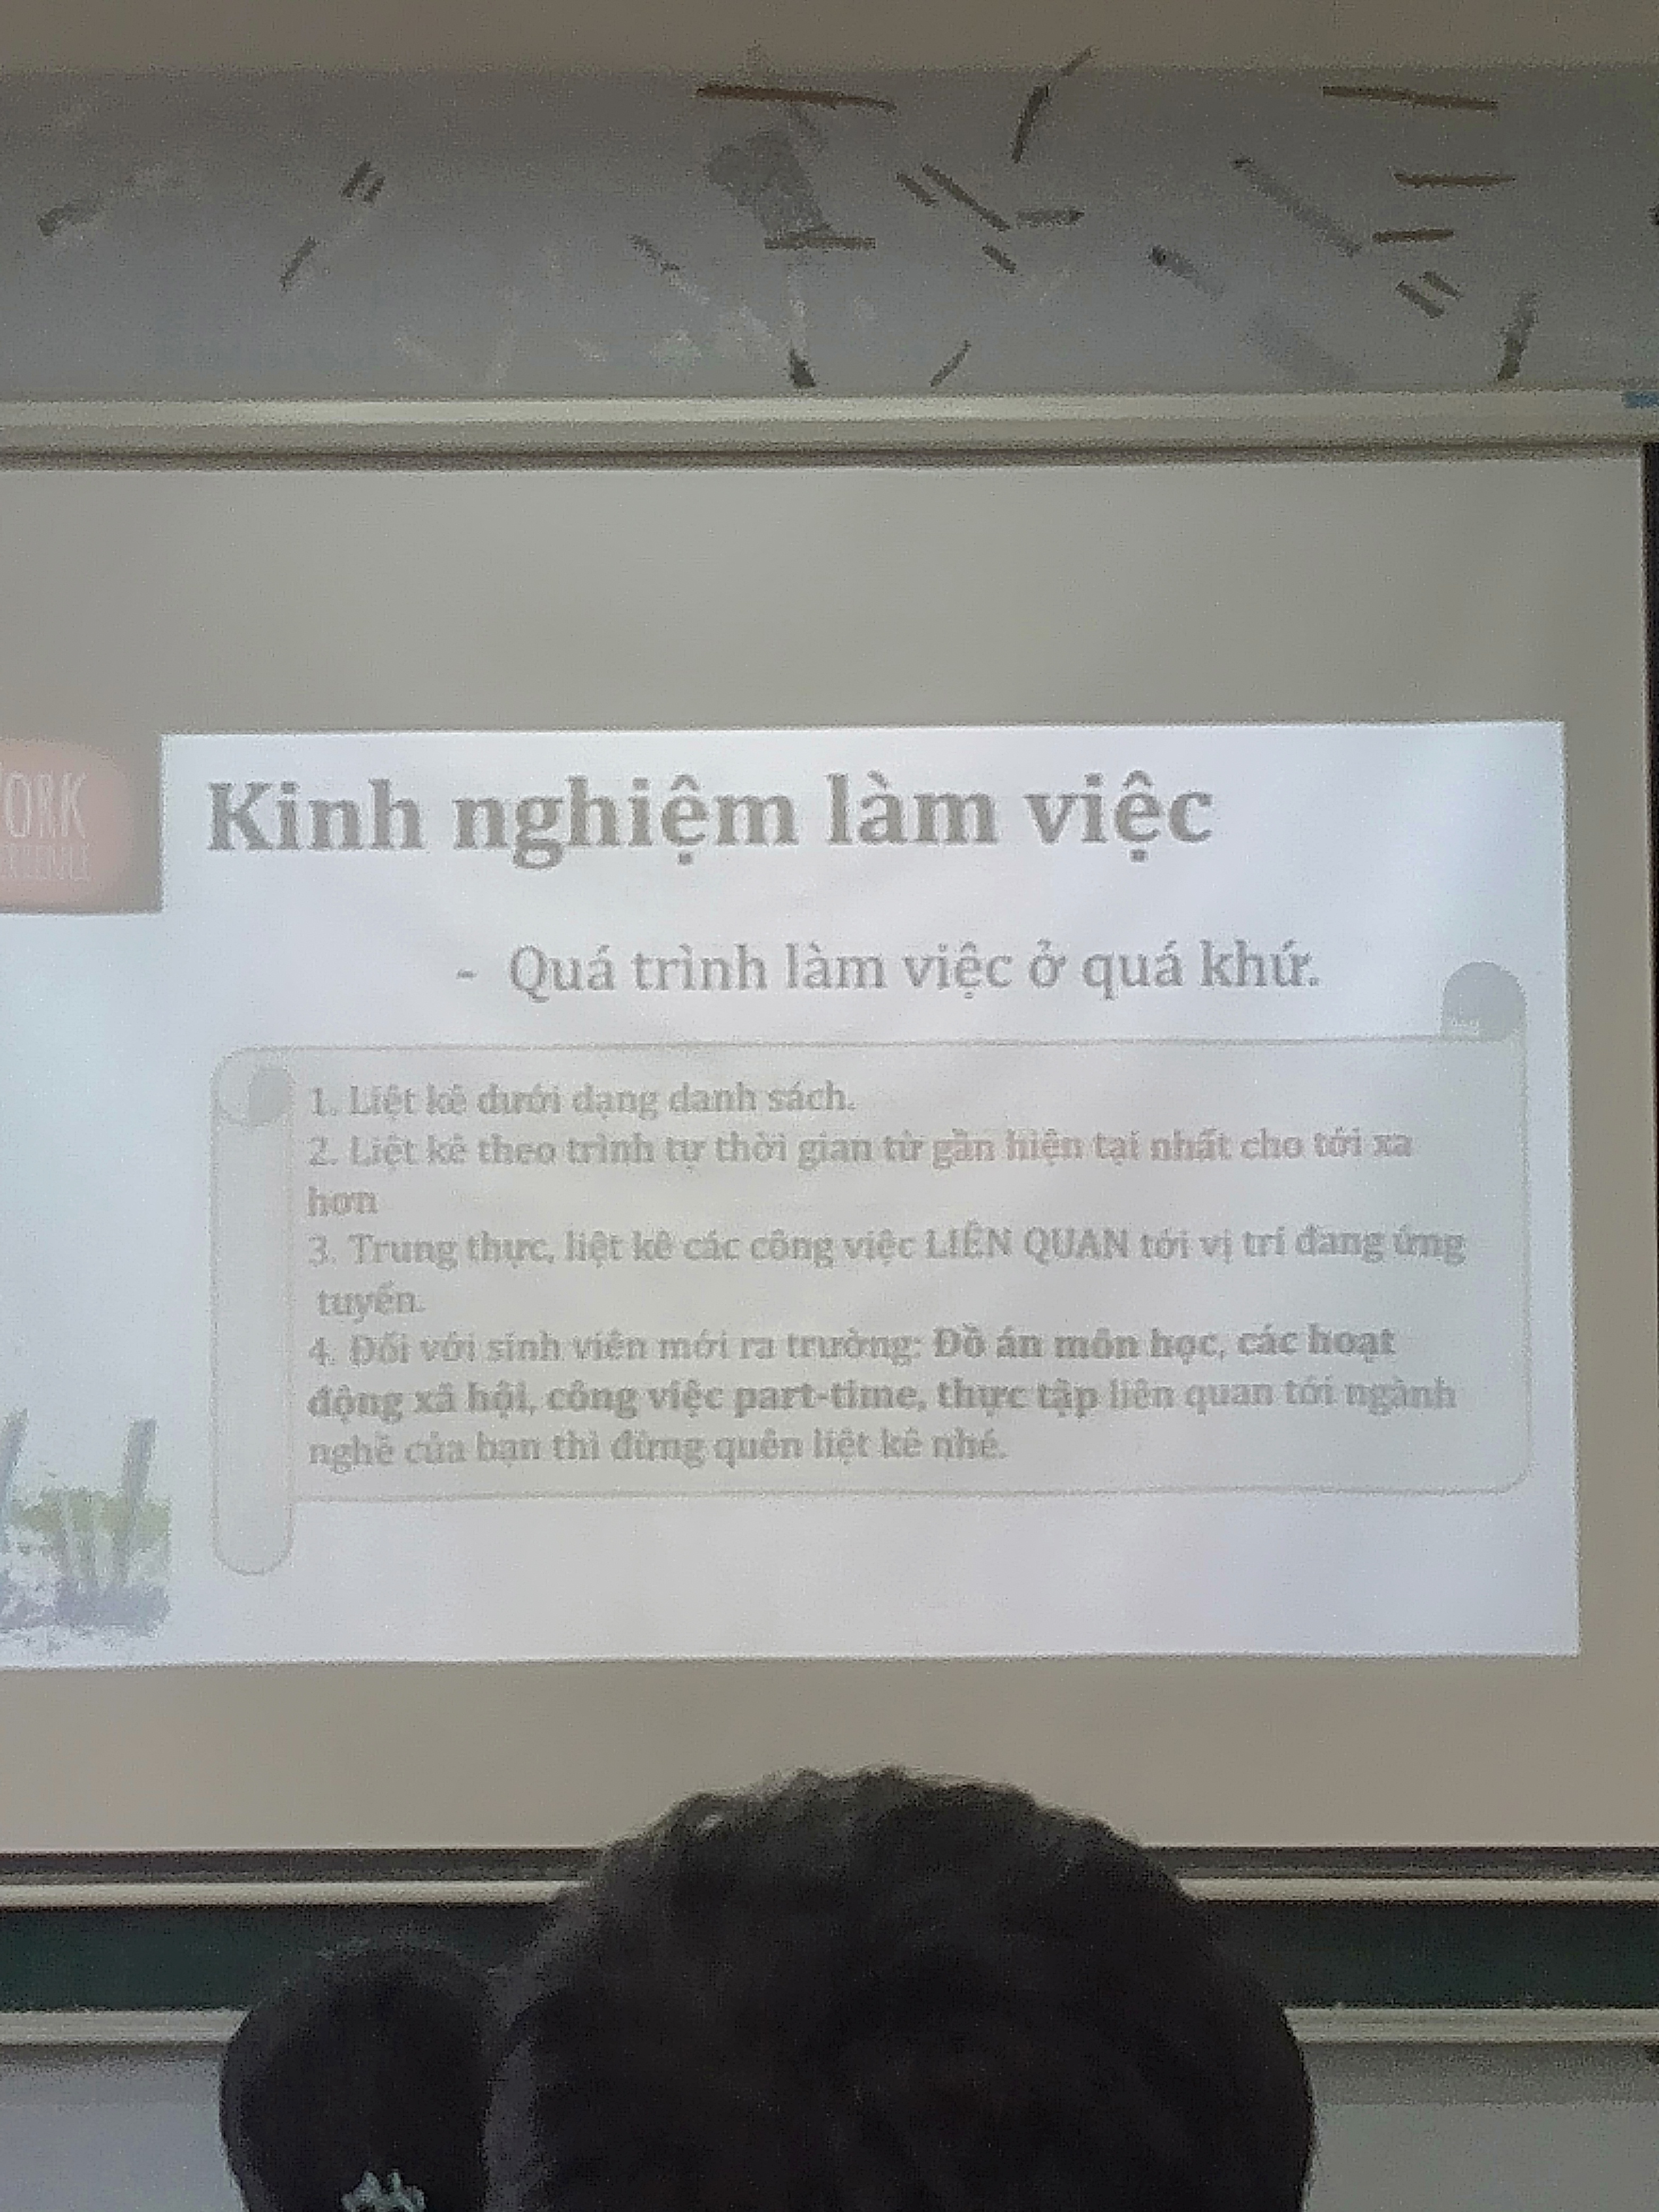 ORK
Kinh nghiệm làm việc
- Quá trình làm việc ở quá khứ.
1. Liệt kê dưới dạng danh sách.
2. Liệt kê theo trình tự thời gian từ gần hiện tại nhất cho tới xa
hơn
3. Trung thực, liệt kê các công việc LIÊN QUAN tới vị trí đang ứng
tuyển.
4. Đối với sinh viên mới ra trường: Đồ án môn học, các hoạt
động xã hội, công việc part-time, thực tập liên quan tới ngành
nghề của bạn thì đừng quên liệt kê nhé.